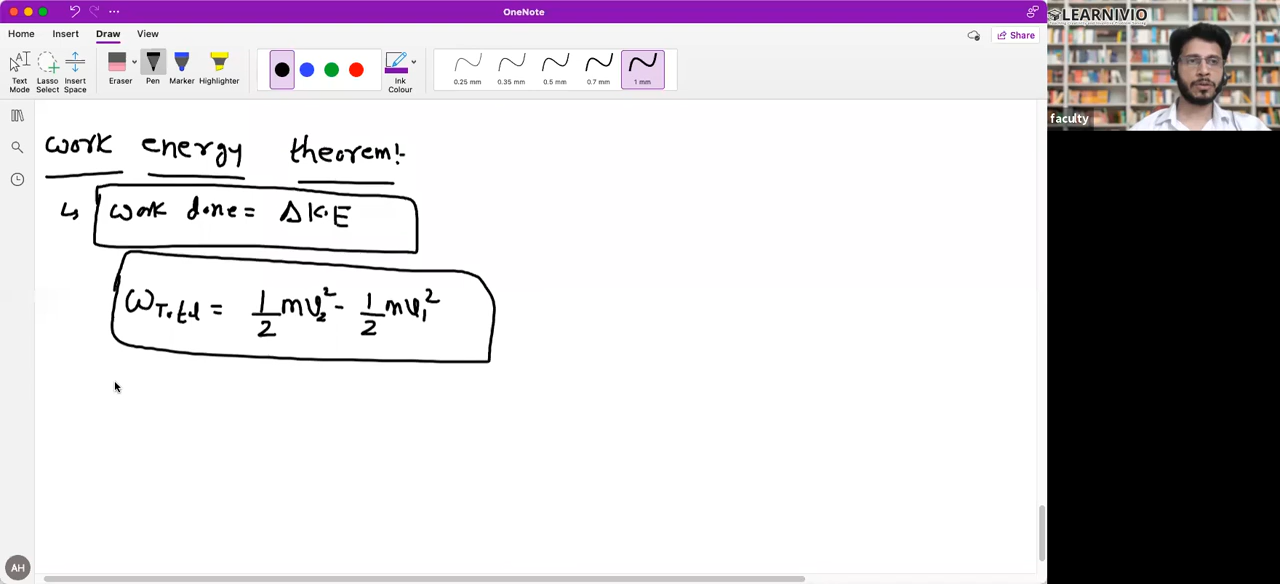 OneNote
Home Insert Draw View
Share
Text Mode
Lasso Select
Insert Space
Eraser
Pen
Marker
Highlighter
Ink Colour
0.25 mm
0.35 mm
0.5 mm
0.7 mm
1 mm
LEARNIVIO
faculty
work energy theorem:-
↳ work done = ΔK.E
W_Total = 1/2 mv₂² - 1/2 mv₁²
AH